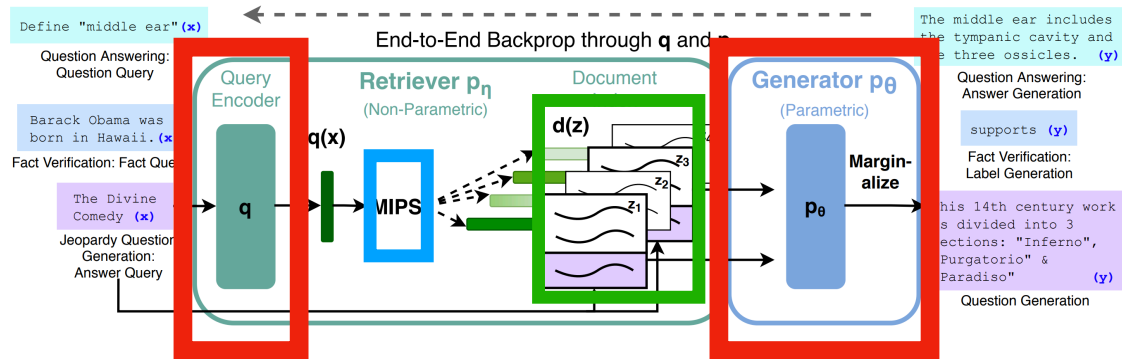 Define "middle ear" (x)
Question Answering:
Question Query
Barack Obama was
born in Hawaii.(x
Fact Verification: Fact Que
The Divine
Comedy (x)
Jeopardy Question
Generation:
Answer Query
End-to-End Backprop through q and
Query
Encoder
q
Retriever pη
(Non-Parametric)
q(x)
MIPS
Document
d(z)
z3
z2
z1
Generator pθ
(Parametric)
pθ
Margin-
alize
The middle ear includes
the tympanic cavity and
the three ossicles. (y)
Question Answering:
Answer Generation
supports (y)
Fact Verification:
Label Generation
This 14th century work
is divided into 3
sections: "Inferno",
"Purgatorio" &
"Paradiso" (y)
Question Generation